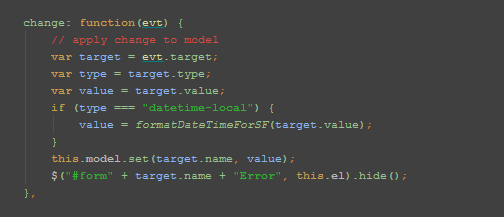 change: function(evt) {
// apply change to model
var target = evt.target;
var type = target.type;
var value = target.value;
if (type === "datetime-local") {
value = formatDateTimeForSF(target.value);
}
this.model.set(target.name, value);
$("#form" + target.name + "Error", this.el).hide();
},